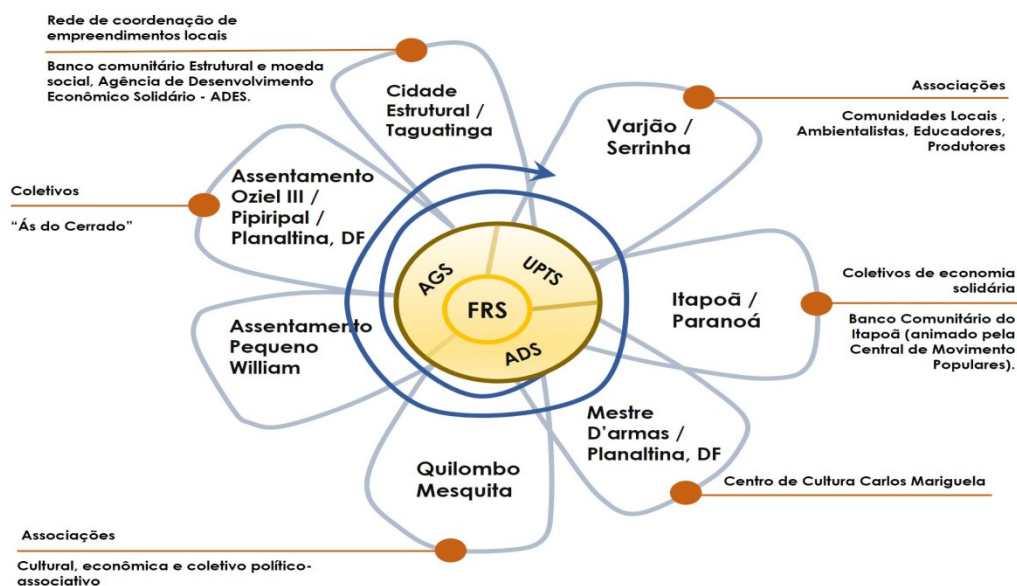 Rede de coordenação de
empreendimentos locais
Banco comunitário Estrutural e moeda
social, Agência de Desenvolvimento
Econômico Solidário - ADES.
Cidade
Estrutural /
Taguatinga
Varjão /
Serrinha
Associações
Comunidades Locais ,
Ambientalistas, Educadores,
Produtores
Coletivos
“Ás do Cerrado”
Assentamento
Oziel III /
Pipiripal /
Planaltina, DF
AGS
UPTS
FRS
ADS
Itapoã /
Paranoá
Coletivos de economia
solidária
Banco Comunitário do
Itapoã (animado pela
Central de Movimento
Populares).
Assentamento
Pequeno
William
Mestre
D’armas /
Planaltina, DF
Quilombo
Mesquita
Centro de Cultura Carlos Mariguela
Associações
Cultural, econômica e coletivo político-
associativo